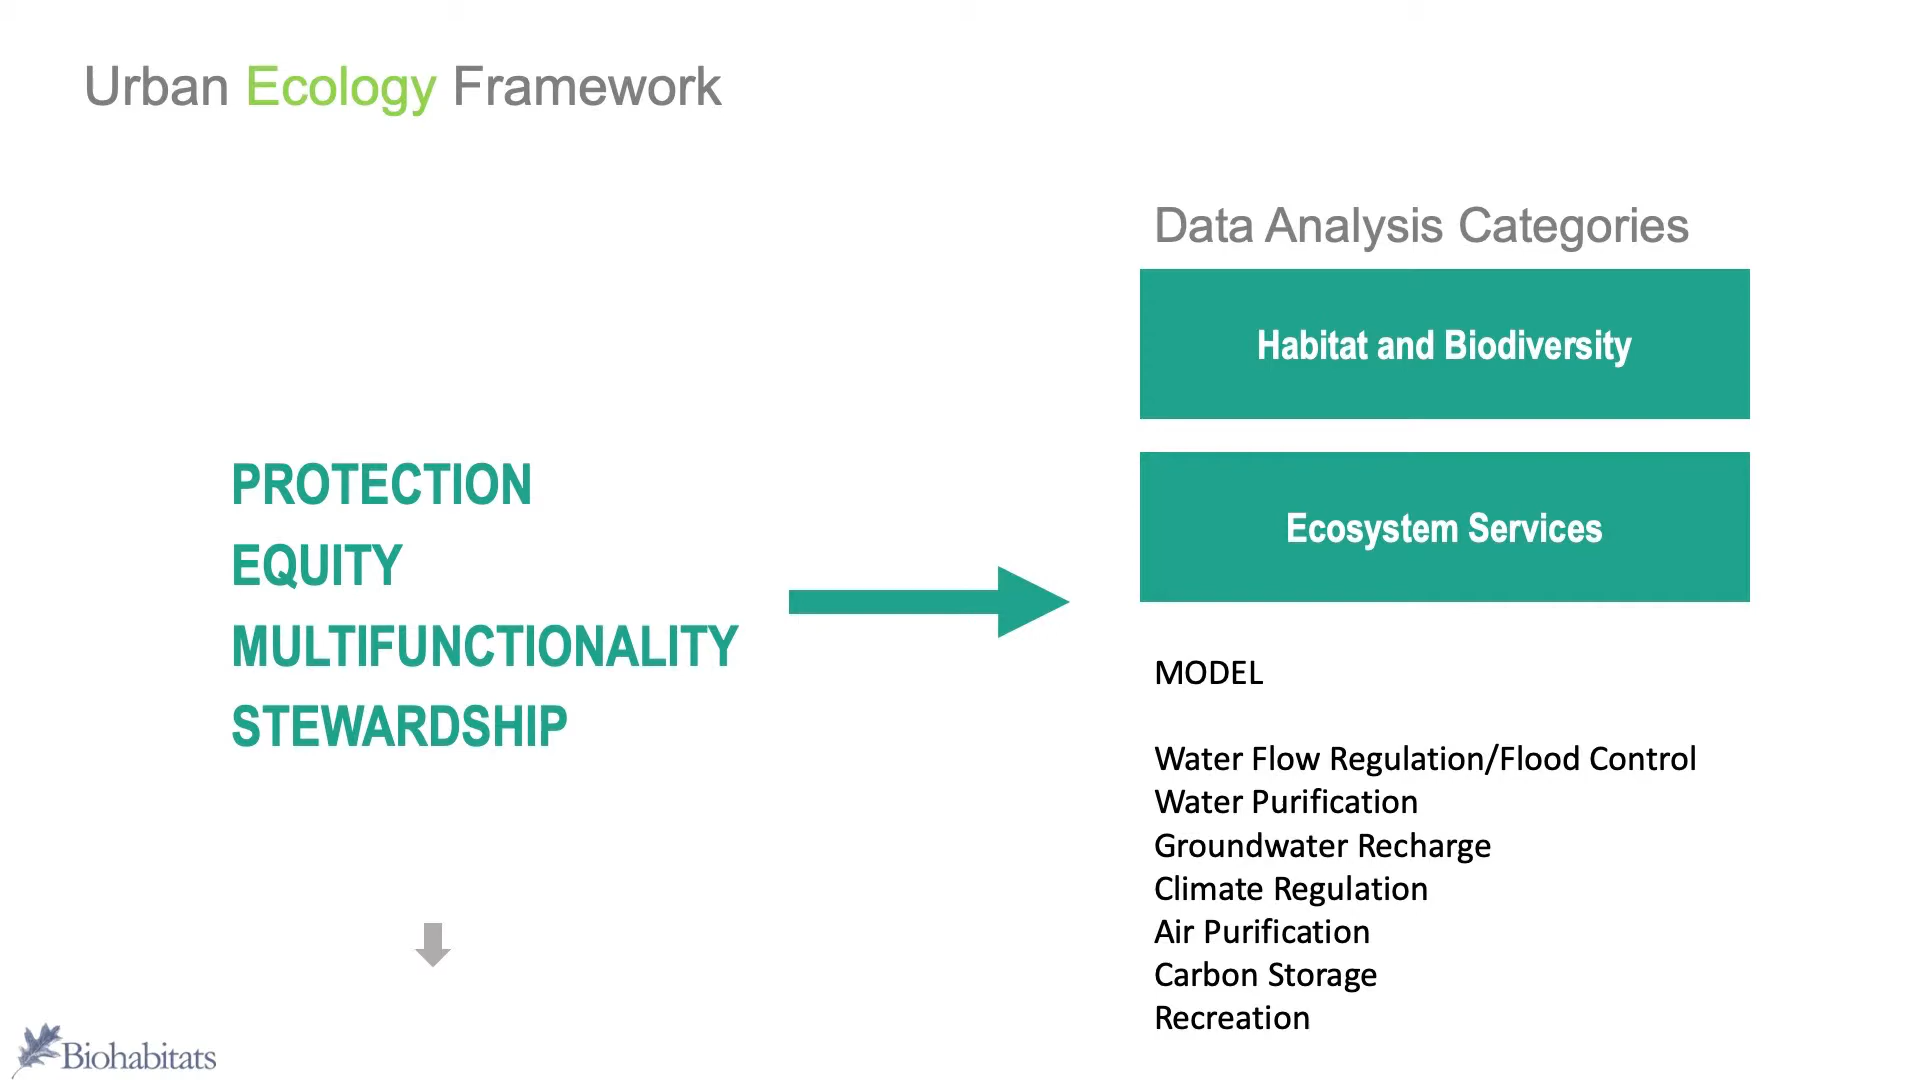 Urban Ecology Framework
PROTECTION
EQUITY
MULTIFUNCTIONALITY
STEWARDSHIP
Data Analysis Categories
Habitat and Biodiversity
Ecosystem Services
MODEL
Water Flow Regulation/Flood Control
Water Purification
Groundwater Recharge
Climate Regulation
Air Purification
Carbon Storage
Recreation
Biohabitats